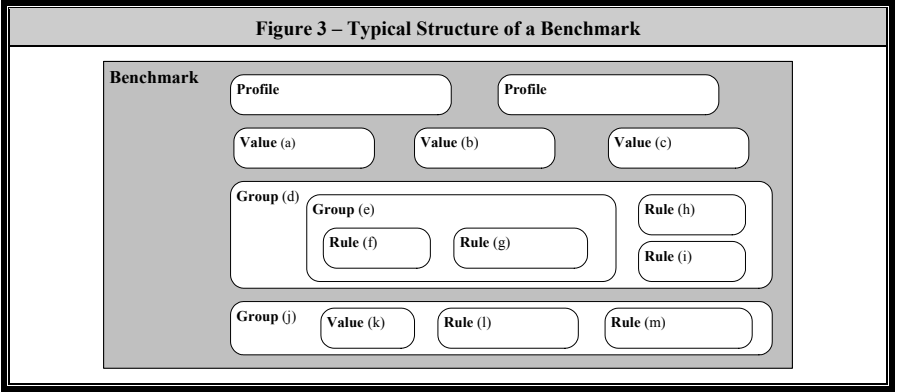 Figure 3 – Typical Structure of a Benchmark
Benchmark
Profile
Profile
Value (a)
Value (b)
Value (c)
Group (d)
Group (e)
Rule (f)
Rule (g)
Rule (h)
Rule (i)
Group (j)
Value (k)
Rule (l)
Rule (m)